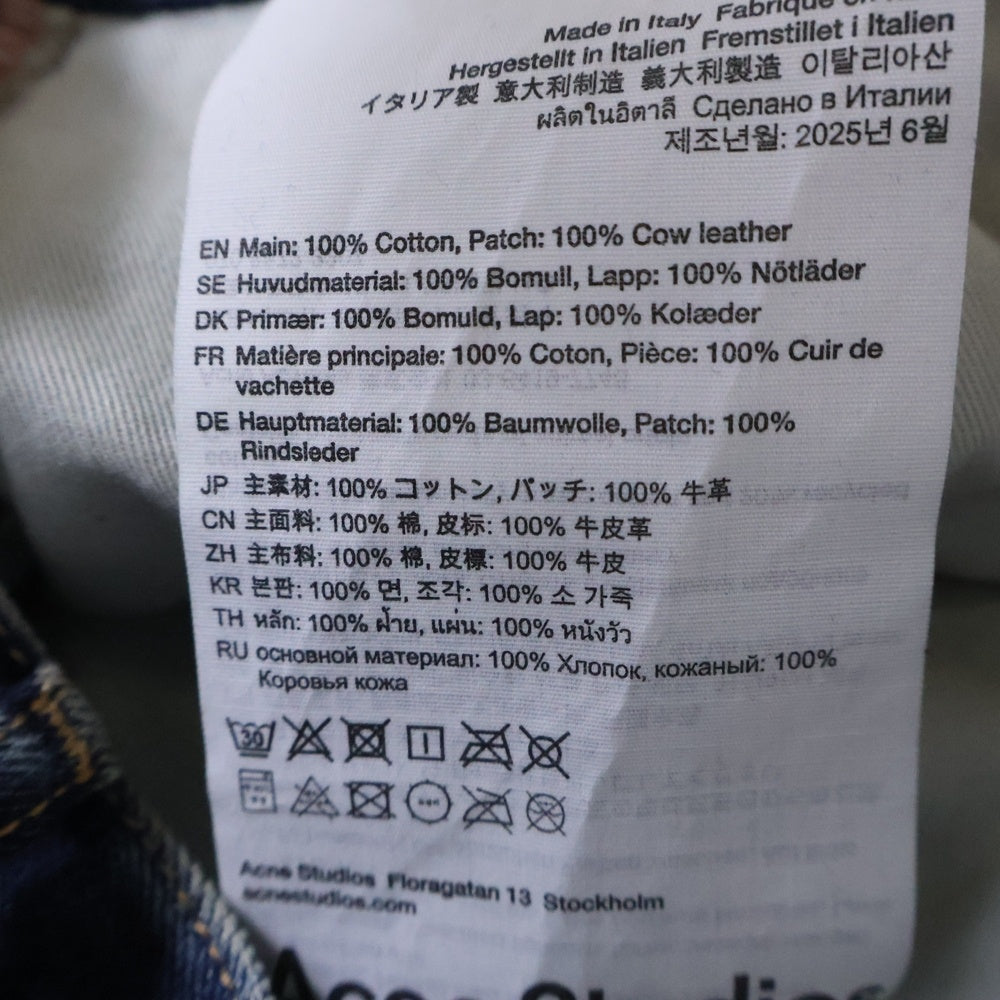 Made in Italy Fabriqué en
Hergestellt in Italien Fremstillet i Italien
イタリア製 意大利制造 義大利製造 이탈리아산
ผลิตในอิตาลี Сделано в Италии
제조년월: 2025년 6월
EN Main: 100% Cotton, Patch: 100% Cow leather
SE Huvudmaterial: 100% Bomull, Lapp: 100% Nötläder
DK Primær: 100% Bomuld, Lap: 100% Kolæder
FR Matière principale: 100% Coton, Pièce: 100% Cuir de
vachette
DE Hauptmaterial: 100% Baumwolle, Patch: 100%
Rindsleder
JP 主素材: 100% コットン, パッチ: 100% 牛革
CN 主面料: 100% 棉, 皮标: 100% 牛皮革
ZH 主布料: 100% 棉, 皮標: 100% 牛皮
KR 본판: 100% 면, 조각: 100% 소 가죽
TH หลัก: 100% ฝ้าย, แผ่น: 100% หนังวัว
RU основной материал: 100% Хлопок, кожаный: 100%
Коровья кожа
30
Acne Studios Floragatan 13 Stockholm
acnestudios.com
Acne Studios